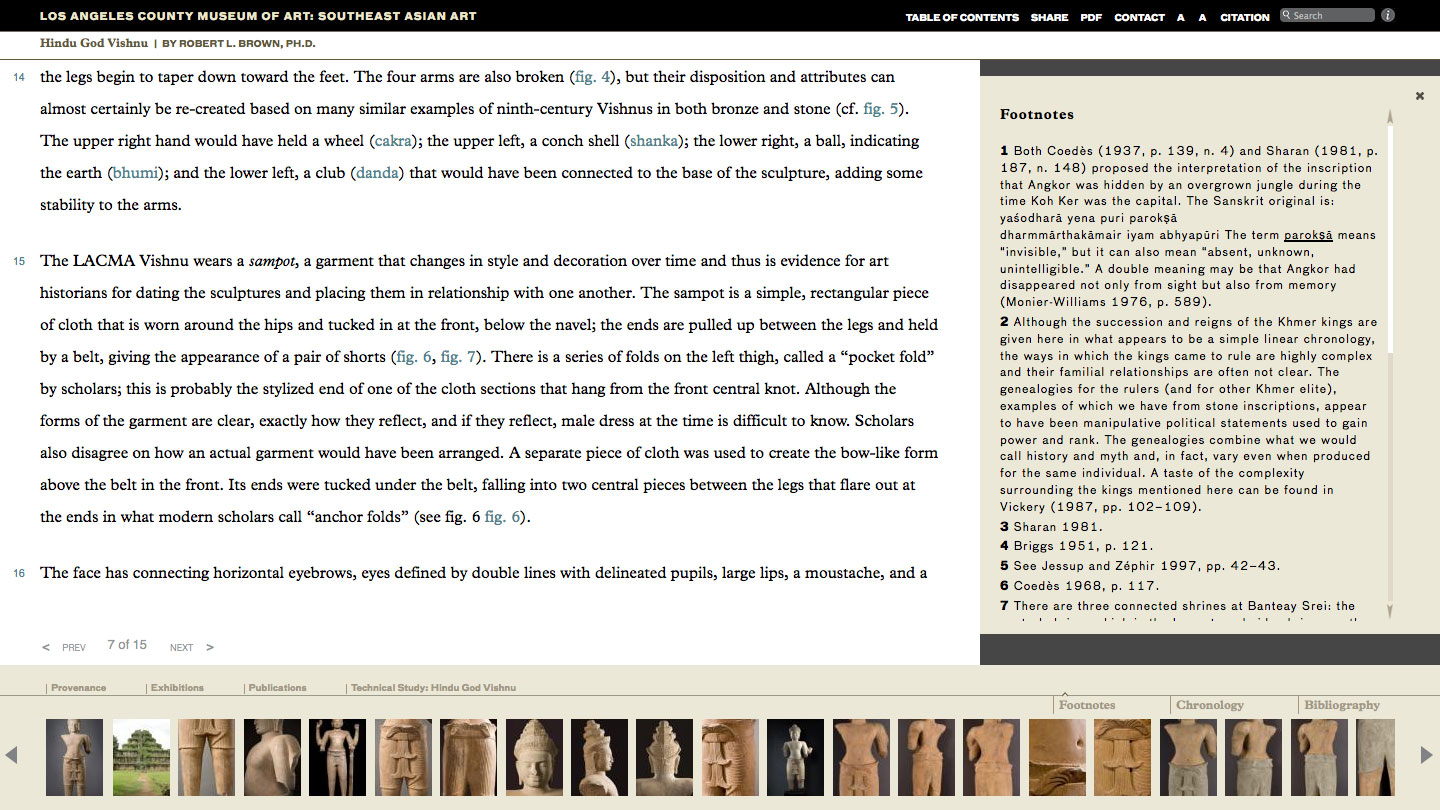 LOS ANGELES COUNTY MUSEUM OF ART: SOUTHEAST ASIAN ART
TABLE OF CONTENTS SHARE PDF CONTACT A A CITATION Search i
Hindu God Vishnu | BY ROBERT L. BROWN, PH.D.
14 the legs begin to taper down toward the feet. The four arms are also broken (fig. 4), but their disposition and attributes can
almost certainly be re-created based on many similar examples of ninth-century Vishnus in both bronze and stone (cf. fig. 5).
The upper right hand would have held a wheel (cakra); the upper left, a conch shell (shanka); the lower right, a ball, indicating
the earth (bhumi); and the lower left, a club (danda) that would have been connected to the base of the sculpture, adding some
stability to the arms.
15 The LACMA Vishnu wears a sampot, a garment that changes in style and decoration over time and thus is evidence for art
historians for dating the sculptures and placing them in relationship with one another. The sampot is a simple, rectangular piece
of cloth that is worn around the hips and tucked in at the front, below the navel; the ends are pulled up between the legs and held
by a belt, giving the appearance of a pair of shorts (fig. 6, fig. 7). There is a series of folds on the left thigh, called a “pocket fold”
by scholars; this is probably the stylized end of one of the cloth sections that hang from the front central knot. Although the
forms of the garment are clear, exactly how they reflect, and if they reflect, male dress at the time is difficult to know. Scholars
also disagree on how an actual garment would have been arranged. A separate piece of cloth was used to create the bow-like form
above the belt in the front. Its ends were tucked under the belt, falling into two central pieces between the legs that flare out at
the ends in what modern scholars call “anchor folds” (see fig. 6 fig. 6).
16 The face has connecting horizontal eyebrows, eyes defined by double lines with delineated pupils, large lips, a moustache, and a
< PREV 7 of 15 NEXT >
Footnotes
1 Both Coedès (1937, p. 139, n. 4) and Sharan (1981, p.
187, n. 148) proposed the interpretation of the inscription
that Angkor was hidden by an overgrown jungle during the
time Koh Ker was the capital. The Sanskrit original is:
yaśodharā yena puri parokṣā
dharmmārthakāmair iyam abhyapūri The term parokṣā means
“invisible,” but it can also mean “absent, unknown,
unintelligible.” A double meaning may be that Angkor had
disappeared not only from sight but also from memory
(Monier-Williams 1976, p. 589).
2 Although the succession and reigns of the Khmer kings are
given here in what appears to be a simple linear chronology,
the ways in which the kings came to rule are highly complex
and their familial relationships are often not clear. The
genealogies for the rulers (and for other Khmer elite),
examples of which we have from stone inscriptions, appear
to have been manipulative political statements used to gain
power and rank. The genealogies combine what we would
call history and myth and, in fact, vary even when produced
for the same individual. A taste of the complexity
surrounding the kings mentioned here can be found in
Vickery (1987, pp. 102–109).
3 Sharan 1981.
4 Briggs 1951, p. 121.
5 See Jessup and Zéphir 1997, pp. 42–43.
6 Coedès 1968, p. 117.
7 There are three connected shrines at Banteay Srei: the
Provenance Exhibitions Publications Technical Study: Hindu God Vishnu
Footnotes Chronology Bibliography